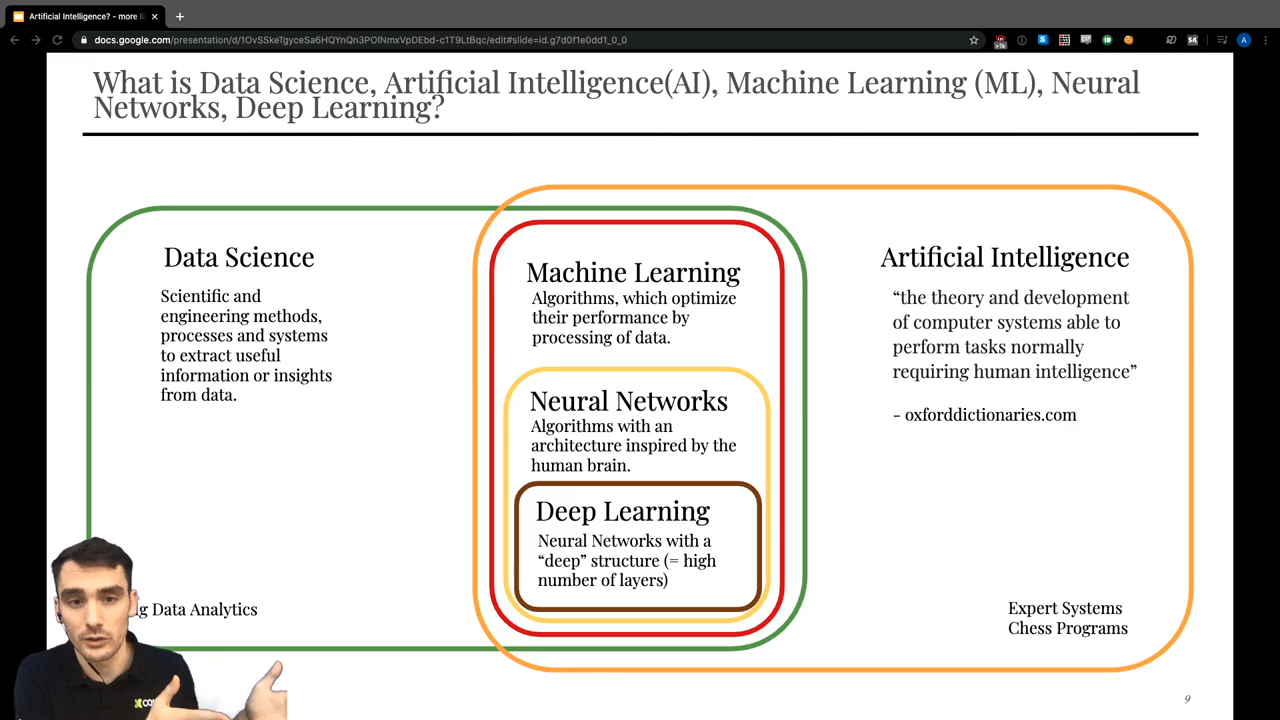 Artificial Intelligence? - more
docs.google.com/presentation/d/1OvSSkeTgyceSa6HQYnQn3POlNmxVpDEbd-c1T9LtBqc/edit#slide=id.g7d0f1e0dd1_0_0
>1k
S
SA
A
What is Data Science, Artificial Intelligence(AI), Machine Learning (ML), Neural
Networks, Deep Learning?
Data Science
Scientific and
engineering methods,
processes and systems
to extract useful
information or insights
from data.
Data Analytics
Machine Learning
Algorithms, which optimize
their performance by
processing of data.
Neural Networks
Algorithms with an
architecture inspired by the
human brain.
Deep Learning
Neural Networks with a
“deep” structure (= high
number of layers)
Artificial Intelligence
“the theory and development
of computer systems able to
perform tasks normally
requiring human intelligence”
- oxforddictionaries.com
Expert Systems
Chess Programs
9